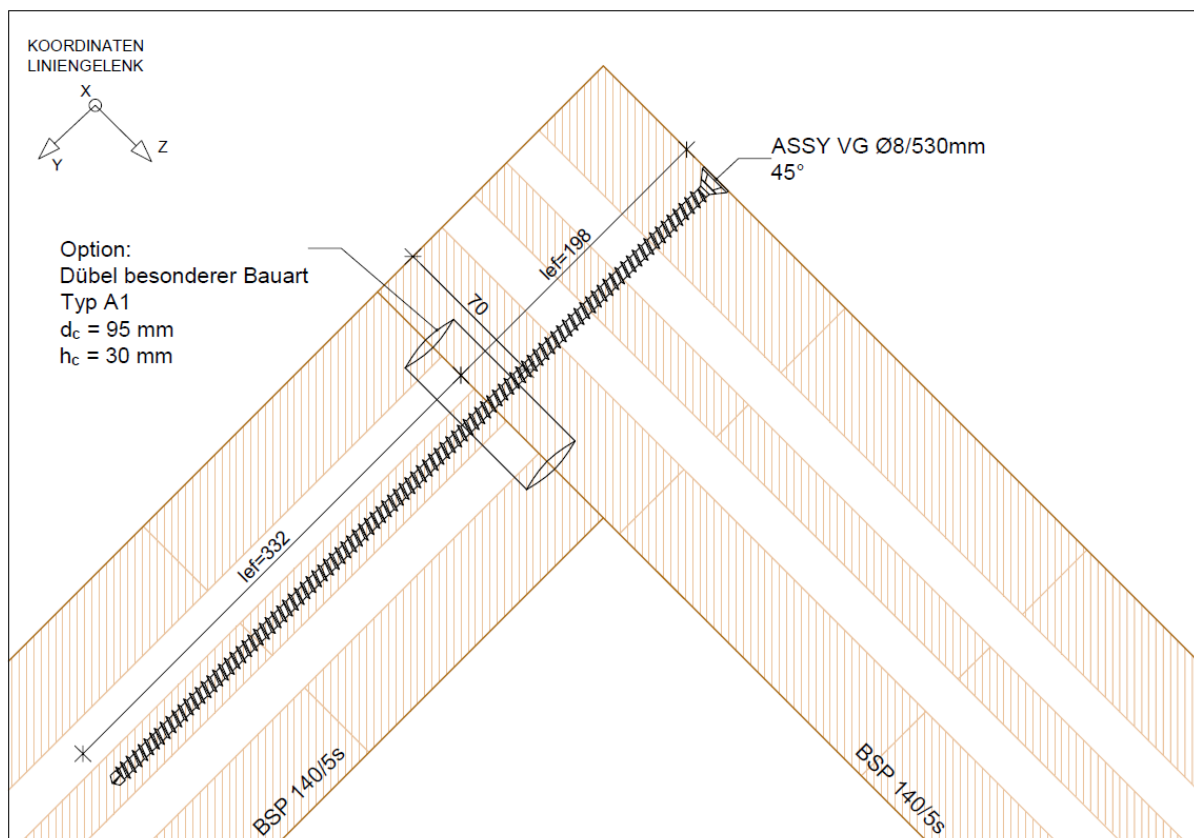 KOORDINATEN
LINIENGELENK
X
Y
Z
ASSY VG Ø8/530mm
45°
Option:
Dübel besonderer Bauart
Typ A1
dc = 95 mm
hc = 30 mm
lef=198
70
lef=332
BSP 140/5s
BSP 140/5s